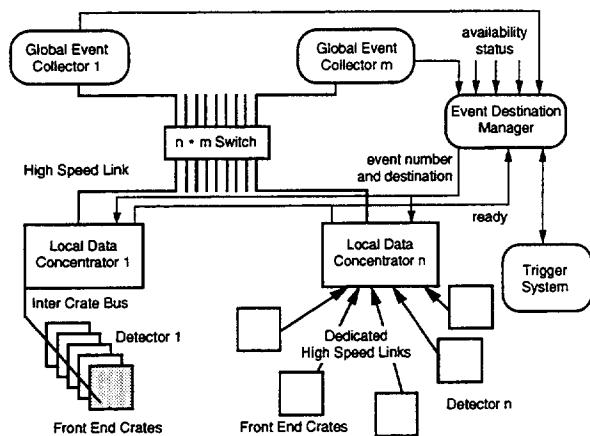 Global Event
Collector 1
Global Event
Collector m
availability
status
Event Destination
Manager
n * m Switch
High Speed Link
event number
and destination
ready
Local Data
Concentrator 1
Local Data
Concentrator n
Trigger
System
Inter Crate Bus
Detector 1
Dedicated
High Speed Links
Front End Crates
Front End Crates
Detector n